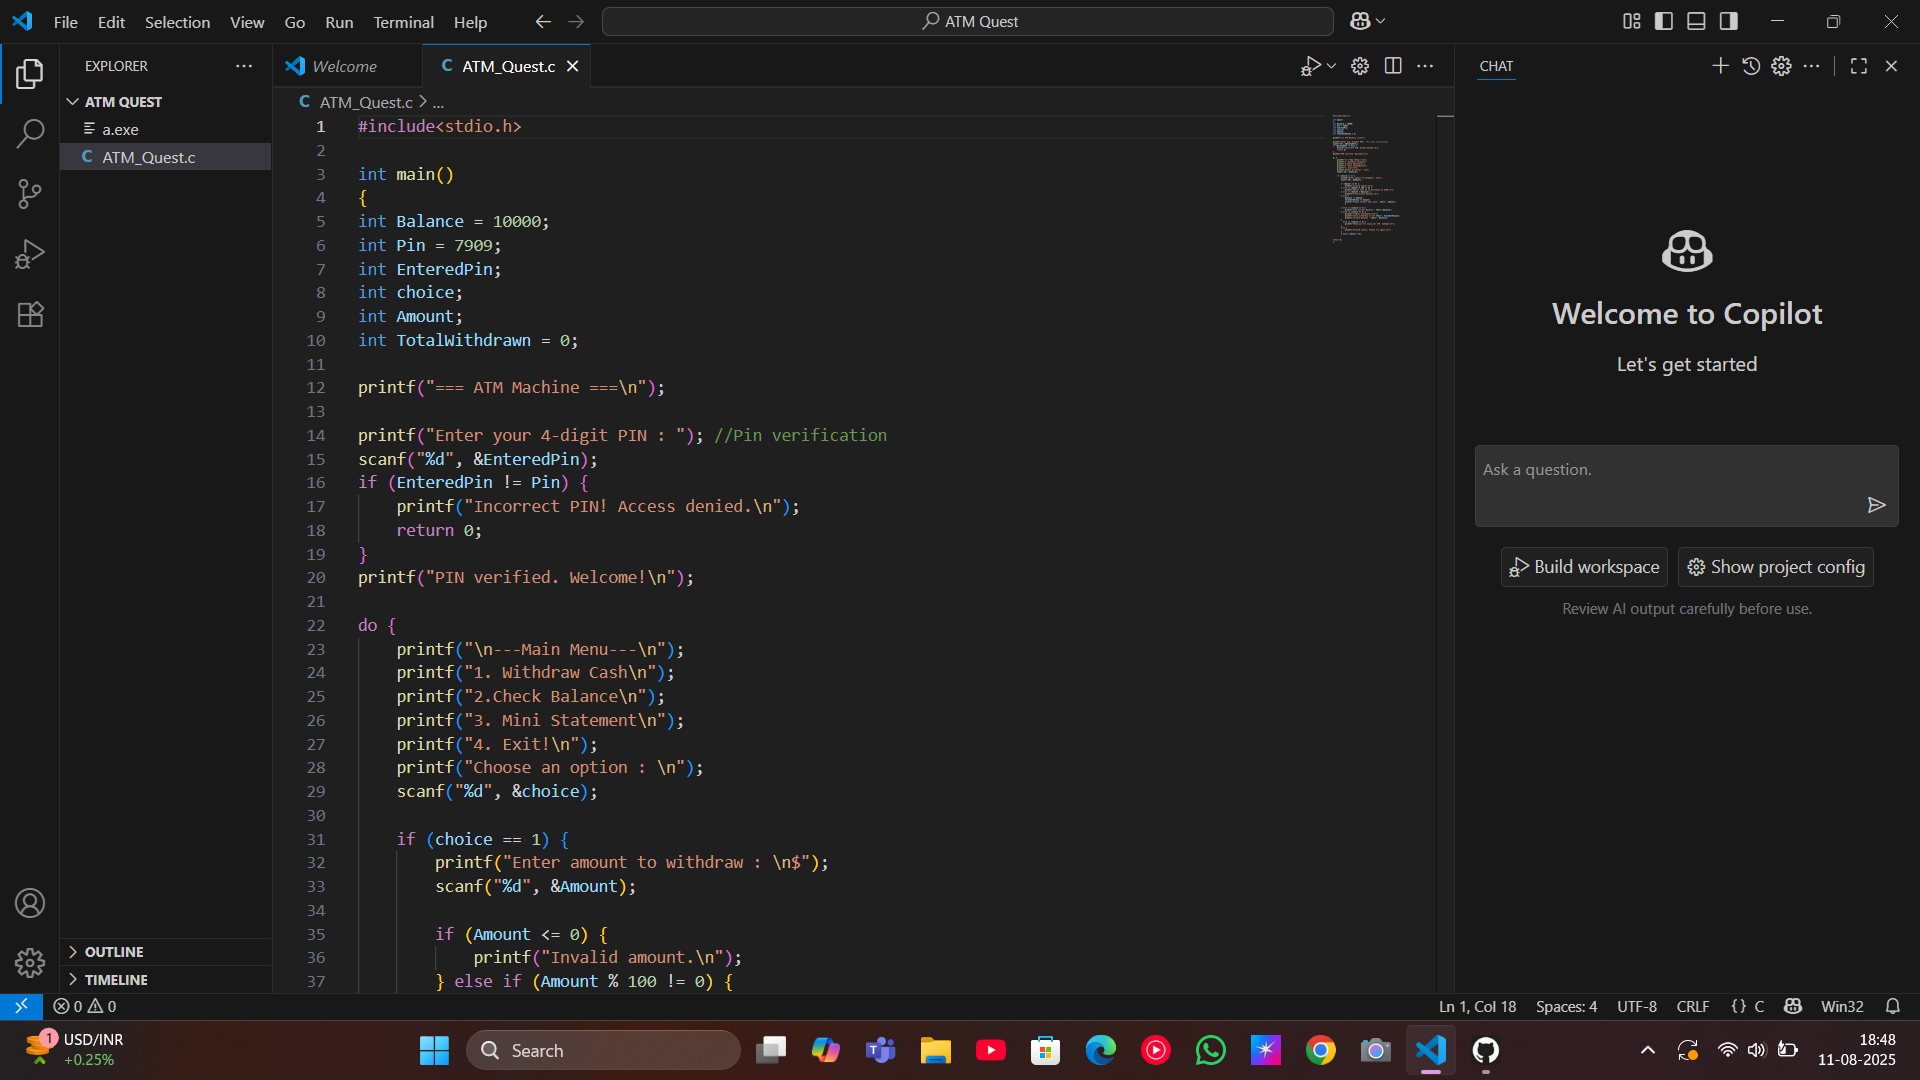 File Edit Selection View Go Run Terminal Help
ATM Quest
EXPLORER
ATM QUEST
a.exe
C ATM_Quest.c
OUTLINE
TIMELINE
Welcome
C ATM_Quest.c
C ATM_Quest.c > ...
1 #include<stdio.h>
2
3 int main()
4 {
5 int Balance = 10000;
6 int Pin = 7909;
7 int EnteredPin;
8 int choice;
9 int Amount;
10 int TotalWithdrawn = 0;
11
12 printf("=== ATM Machine ===\n");
13
14 printf("Enter your 4-digit PIN : "); //Pin verification
15 scanf("%d", &EnteredPin);
16 if (EnteredPin != Pin) {
17     printf("Incorrect PIN! Access denied.\n");
18     return 0;
19 }
20 printf("PIN verified. Welcome!\n");
21
22 do {
23     printf("\n---Main Menu---\n");
24     printf("1. Withdraw Cash\n");
25     printf("2.Check Balance\n");
26     printf("3. Mini Statement\n");
27     printf("4. Exit!\n");
28     printf("Choose an option : \n");
29     scanf("%d", &choice);
30
31     if (choice == 1) {
32         printf("Enter amount to withdraw : \n$");
33         scanf("%d", &Amount);
34
35         if (Amount <= 0) {
36             printf("Invalid amount.\n");
37         } else if (Amount % 100 != 0) {
CHAT
Welcome to Copilot
Let's get started
Ask a question.
Build workspace
Show project config
Review AI output carefully before use.
0 0
Ln 1, Col 18 Spaces: 4 UTF-8 CRLF {} C Win32
1
USD/INR
+0.25%
Search
18:48
11-08-2025